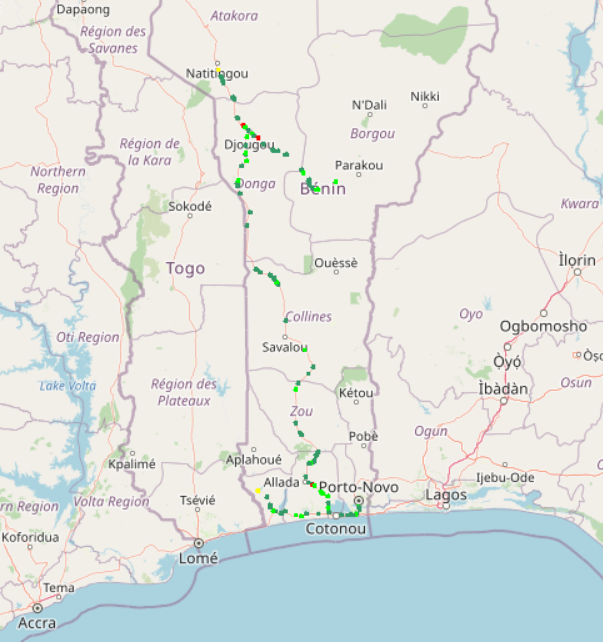 Dapaong
Atakora
Région des
Savanes
Natitingou
Nikki
N'Dali
Borgou
Djougou
Région de
la Kara
Parakou
Northern
Region
Donga
Bénin
Kwara
Sokodé
Togo
Ouèssè
Ìlorin
Collines
Oyo
Ogbomosho
Oti Region
Savalou
Ọ̀yọ́
Lake Volta
Région des
Plateaux
Ìbàdàn
Osun
Kétou
Zou
Ogun
Pobè
Kpalimé
Aplahoué
Ijebu-Ode
Allada
Porto-Novo
Lagos
rn Region
Volta Region
Tsévié
Cotonou
Koforidua
Lomé
Tema
Accra